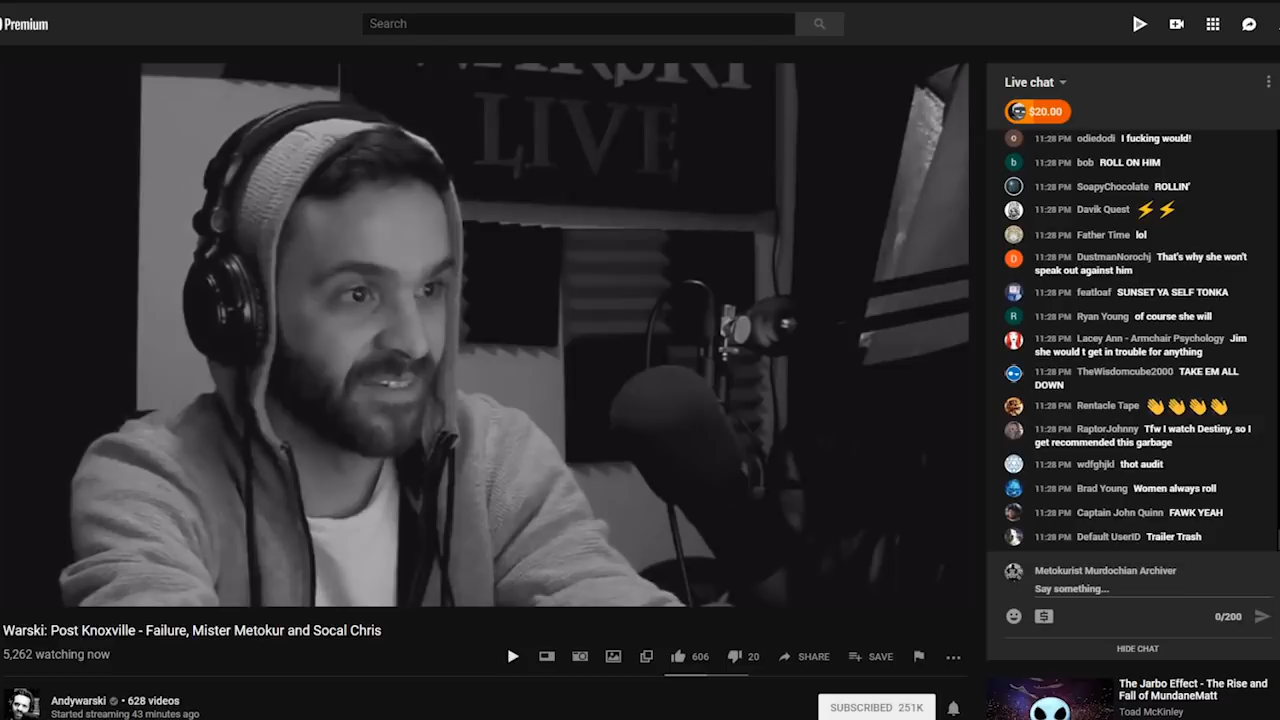 Premium
Search
WARSKI
LIVE
Live chat
$20.00
11:28 PM odiedodi I fucking would!
11:28 PM bob ROLL ON HIM
11:28 PM SoapyChocolate ROLLIN'
11:28 PM Davik Quest ⚡⚡
11:28 PM Father Time lol
11:28 PM DustmanNorochj That's why she won't
speak out against him
11:28 PM featloaf SUNSET YA SELF TONKA
11:28 PM Ryan Young of course she will
11:28 PM Lacey Ann - Armchair Psychology Jim
she would t get in trouble for anything
11:28 PM TheWisdomcube2000 TAKE EM ALL
DOWN
11:28 PM Rentacle Tape 👋👋👋👋
11:28 PM RaptorJohnny Tfw I watch Destiny, so I
get recommended this garbage
11:28 PM wdfghjkl thot audit
11:28 PM Brad Young Women always roll
11:28 PM Captain John Quinn FAWK YEAH
11:28 PM Default UserID Trailer Trash
Metokurist Murdochian Archiver
Say something...
0/200
HIDE CHAT
Warski: Post Knoxville - Failure, Mister Metokur and Socal Chris
5,262 watching now
606
20
SHARE
SAVE
Andywarski • 628 videos
Started streaming 43 minutes ago
SUBSCRIBED 251K
The Jarbo Effect - The Rise and
Fall of MundaneMatt
Toad McKinley